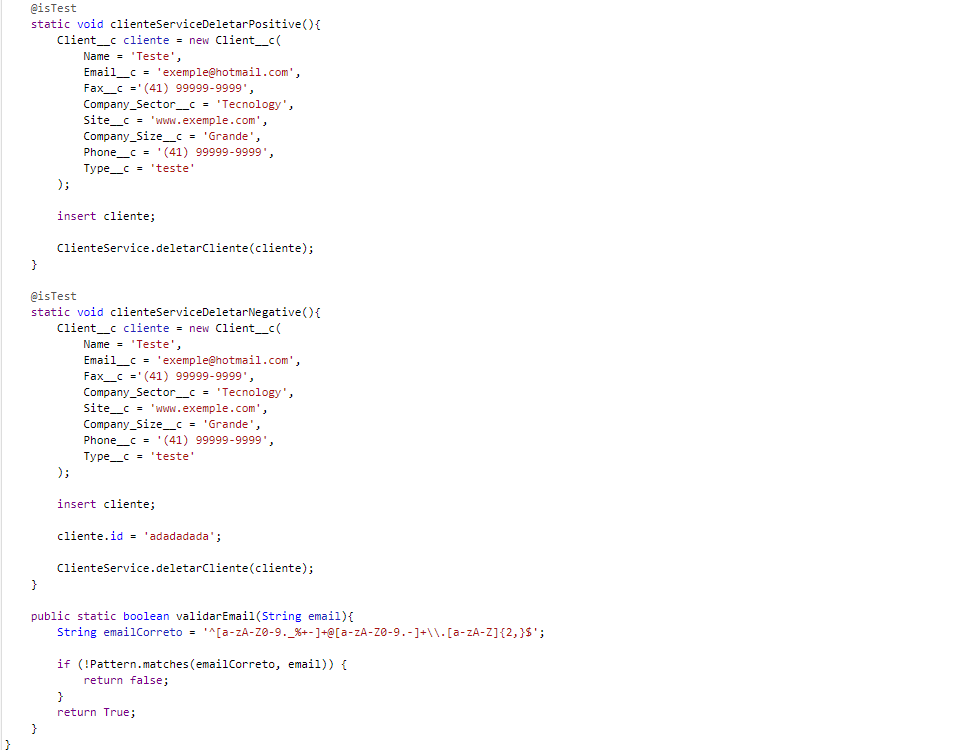 @isTest
static void clienteServiceDeletarPositive(){
Client__c cliente = new Client__c(
Name = 'Teste',
Email__c = 'exemple@hotmail.com',
Fax__c ='(41) 99999-9999',
Company_Sector__c = 'Tecnology',
Site__c = 'www.exemple.com',
Company_Size__c = 'Grande',
Phone__c = '(41) 99999-9999',
Type__c = 'teste'
);
insert cliente;
ClienteService.deletarCliente(cliente);
}
@isTest
static void clienteServiceDeletarNegative(){
Client__c cliente = new Client__c(
Name = 'Teste',
Email__c = 'exemple@hotmail.com',
Fax__c ='(41) 99999-9999',
Company_Sector__c = 'Tecnology',
Site__c = 'www.exemple.com',
Company_Size__c = 'Grande',
Phone__c = '(41) 99999-9999',
Type__c = 'teste'
);
insert cliente;
cliente.id = 'adadadada';
ClienteService.deletarCliente(cliente);
}
public static boolean validarEmail(String email){
String emailCorreto = '^[a-zA-Z0-9._%+-]+@[a-zA-Z0-9.-]+\\.[a-zA-Z]{2,}$';
if (!Pattern.matches(emailCorreto, email)) {
return false;
}
return True;
}
}